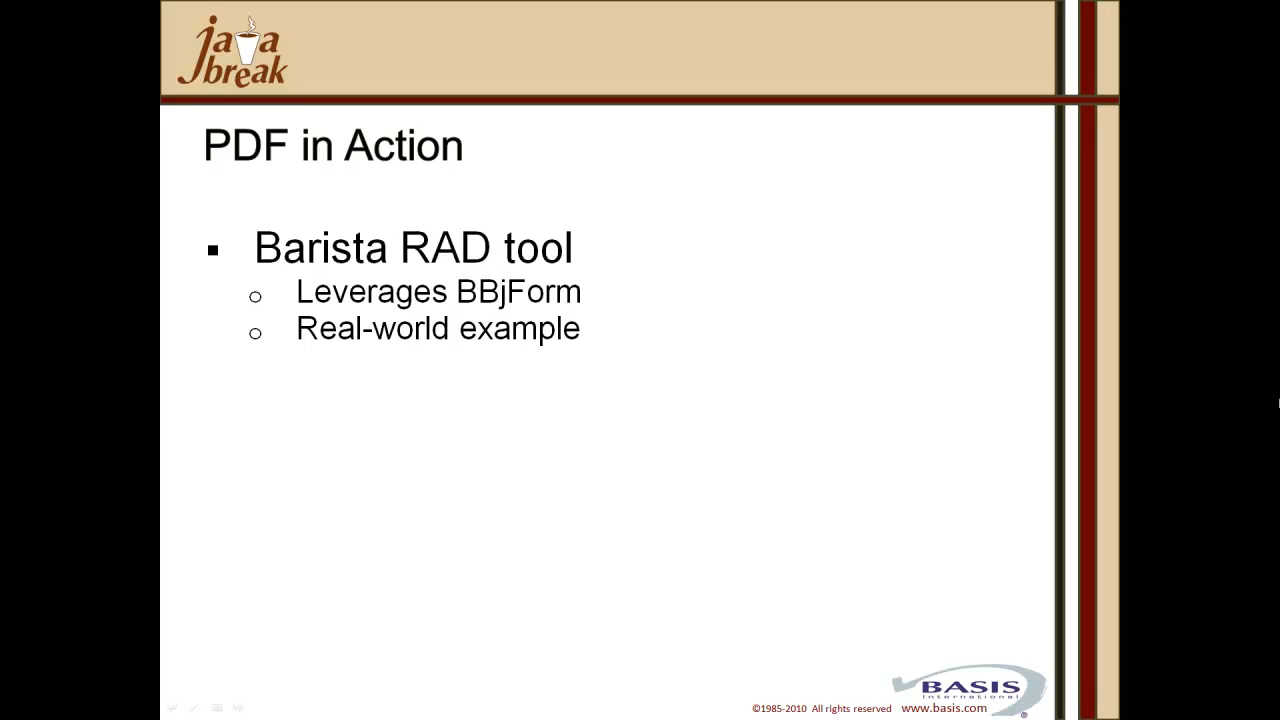 java
break
PDF in Action
▪ Barista RAD tool
o Leverages BBjForm
o Real-world example
BASIS
International
®
©1985-2010 All rights reserved www.basis.com